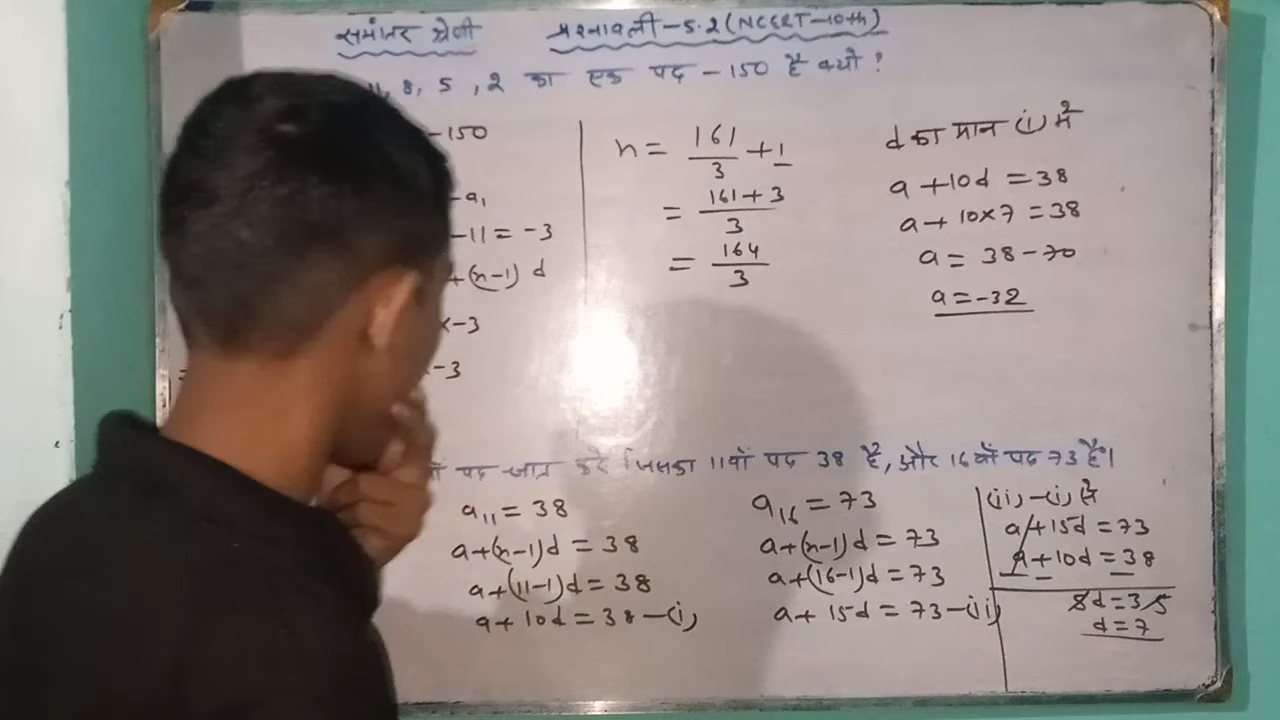 समांतर श्रेणी प्रश्नावली-5.2 (NCERT-10th)
11, 8, 5, 2 का एक पद -150 है क्यों?
-150
-a₁
-11 = -3
+(n-1) d
x-3
-3
n = 161/3 + 1
= 161+3/3
= 164/3
d का मान (i) में
a+10d = 38
a+10×7 = 38
a = 38-70
a = -32
पद ज्ञात करें जिसका 11वाँ पद 38 है, और 16वाँ पद 73 है।
a₁₁ = 38
a+(n-1)d = 38
a+(11-1)d = 38
a+10d = 38-(i)
a₁₆ = 73
a+(n-1)d = 73
a+(16-1)d = 73
a+15d = 73-(ii)
(ii)-(i) से
a+15d = 73
a+10d = 38
5d = 35
d = 7